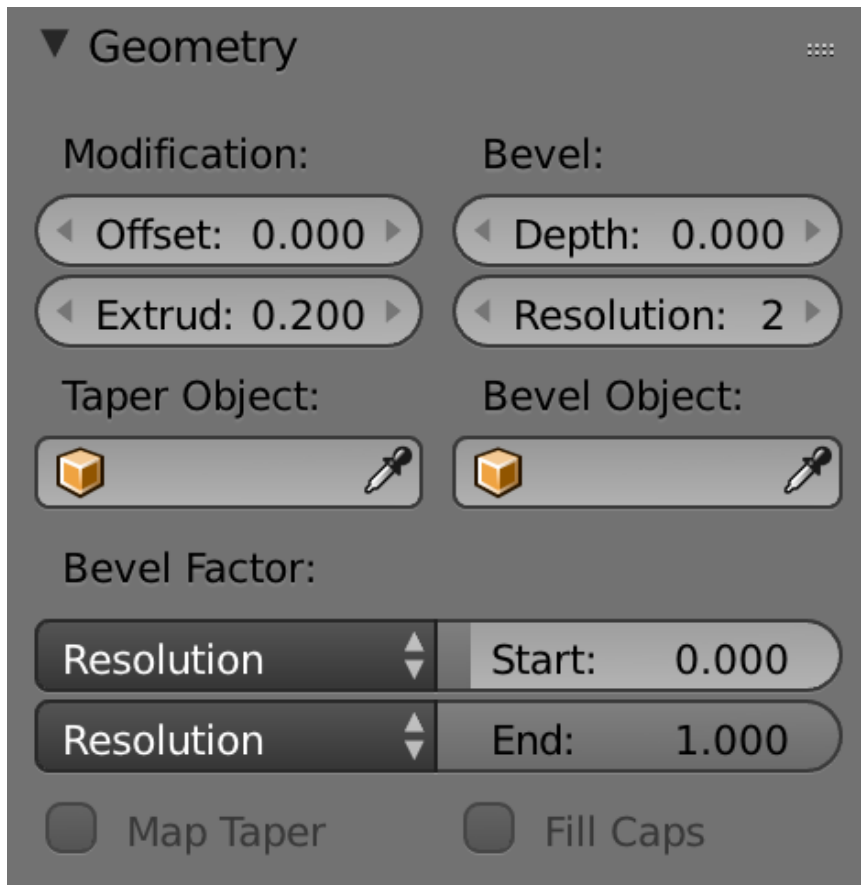 Geometry
Modification: Bevel:
Offset: 0.000 Depth: 0.000
Extrud: 0.200 Resolution: 2
Taper Object: Bevel Object:
Bevel Factor:
Resolution Start: 0.000
Resolution End: 1.000
Map Taper Fill Caps